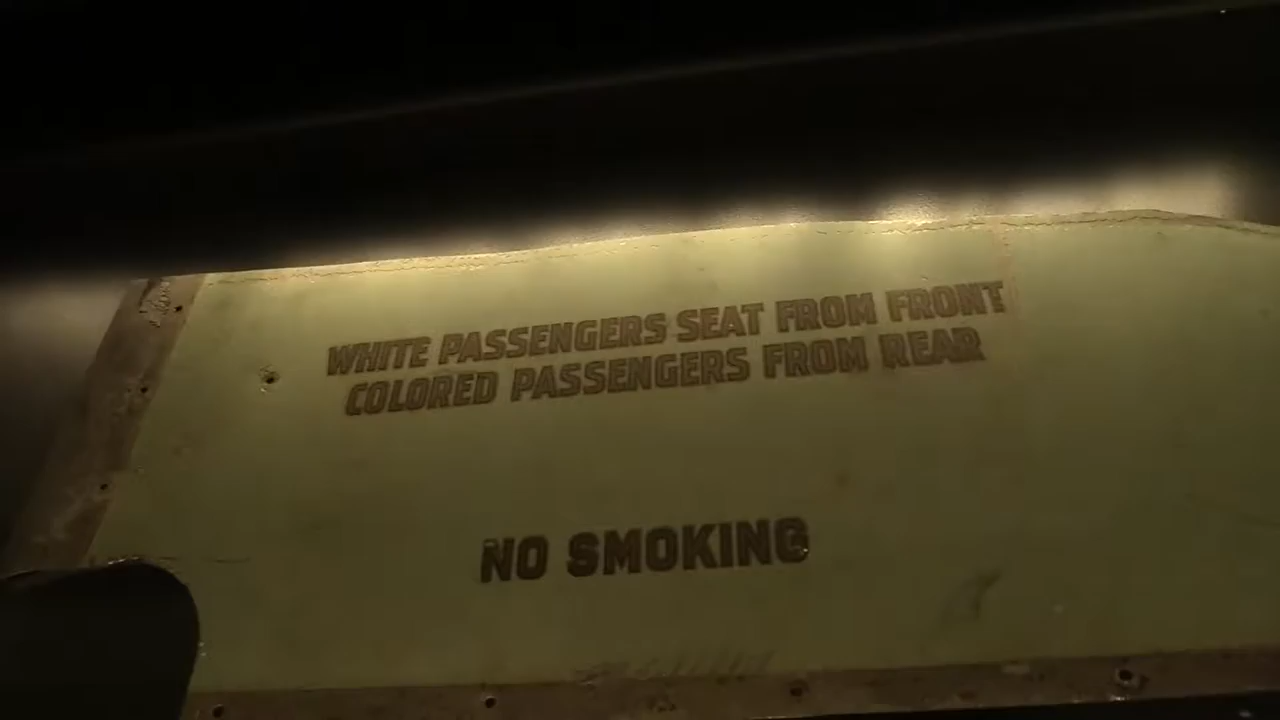 WHITE PASSENGERS SEAT FROM FRONT
COLORED PASSENGERS FROM REAR
NO SMOKING